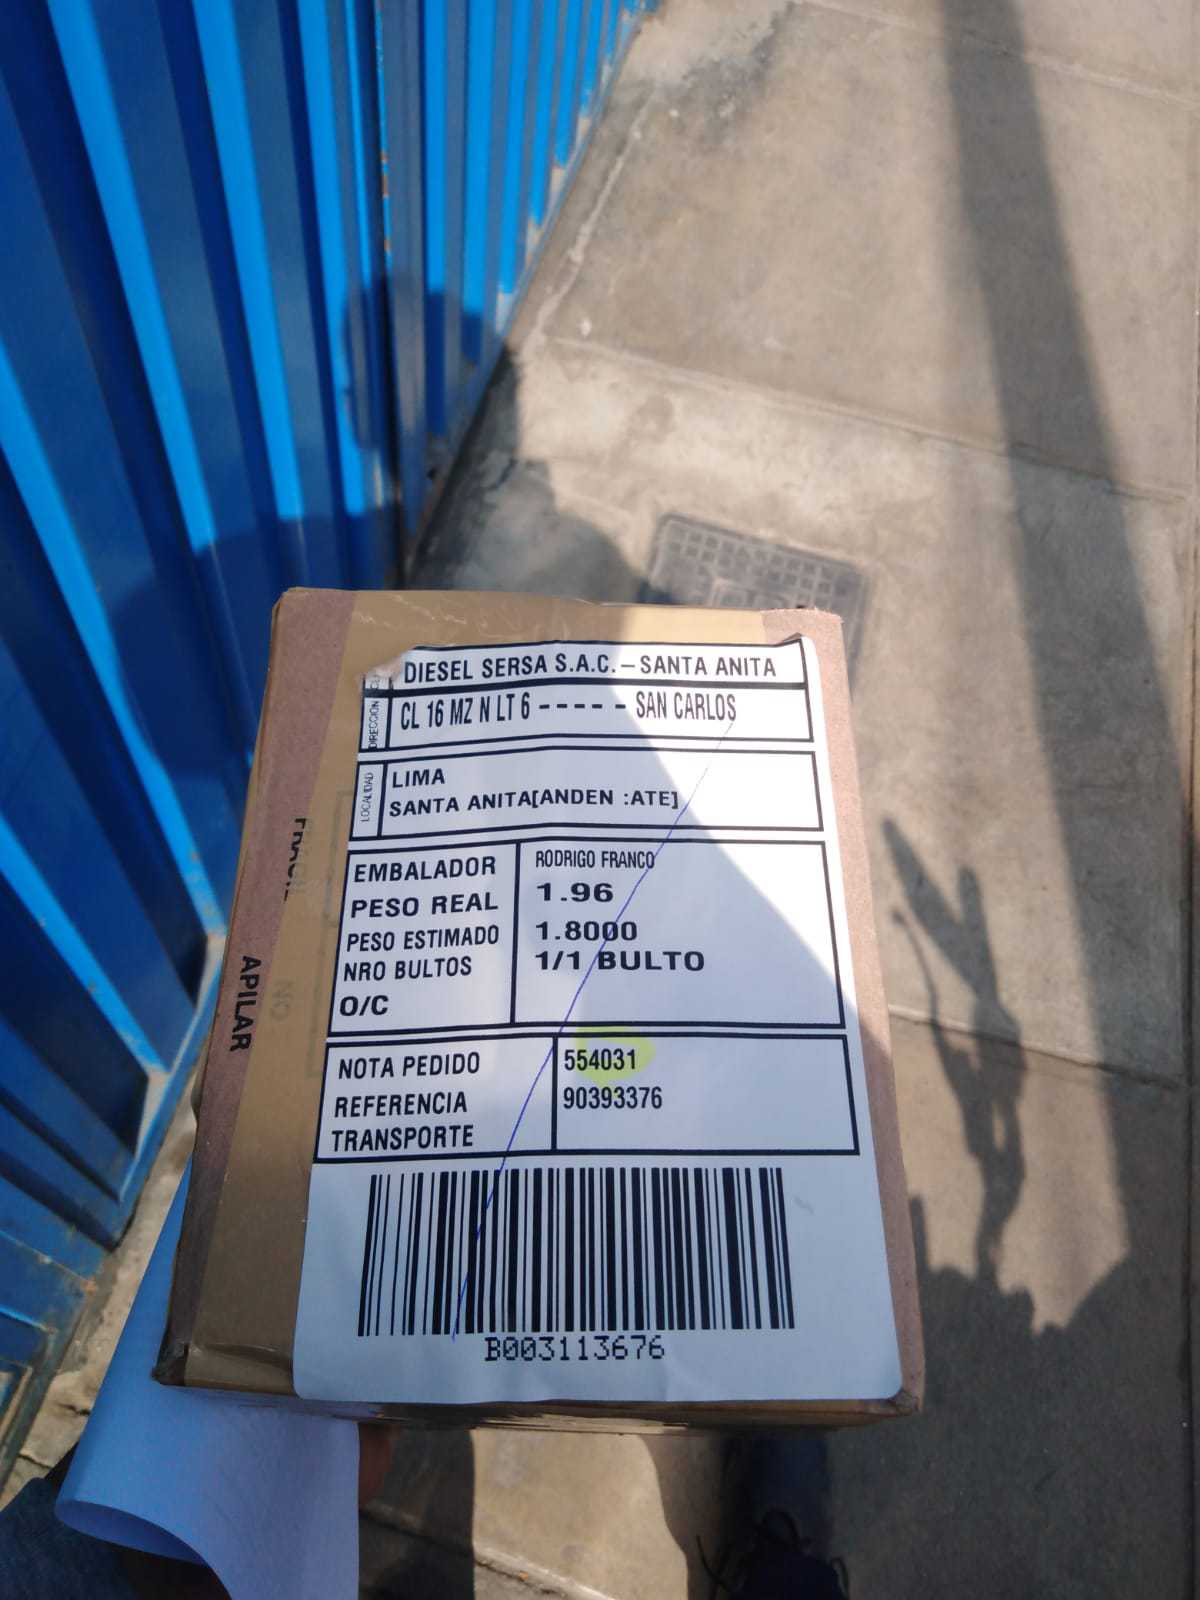 DIESEL SERSA S.A.C.-SANTA ANITA
DIRECCIÓN
CL 16 MZ N LT 6 ----- SAN CARLOS
LOCALIDAD
LIMA
SANTA ANITA[ANDEN :ATE]
EMBALADOR RODRIGO FRANCO
PESO REAL 1.96
PESO ESTIMADO 1.8000
NRO BULTOS 1/1 BULTO
O/C
NOTA PEDIDO 554031
REFERENCIA 90393376
TRANSPORTE
B003113676
FRAGIL
NO
APILAR